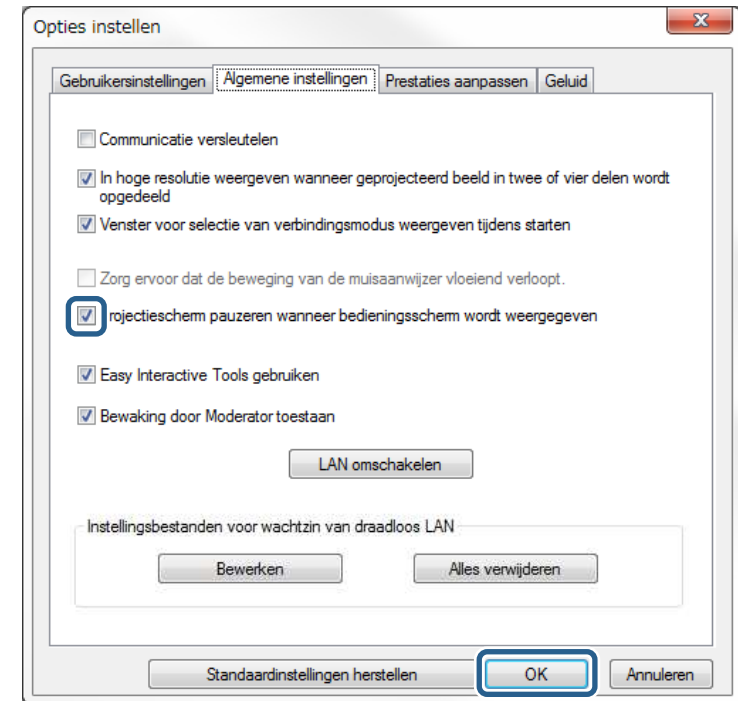 Opties instellen
Gebruikersinstellingen Algemene instellingen Prestaties aanpassen Geluid
Communicatie versleutelen
In hoge resolutie weergeven wanneer geprojecteerd beeld in twee of vier delen wordt
opgedeeld
Venster voor selectie van verbindingsmodus weergeven tijdens starten
Zorg ervoor dat de beweging van de muisaanwijzer vloeiend verloopt.
rojectiescherm pauzeren wanneer bedieningsscherm wordt weergegeven
Easy Interactive Tools gebruiken
Bewaking door Moderator toestaan
LAN omschakelen
Instellingsbestanden voor wachtzin van draadloos LAN
Bewerken Alles verwijderen
Standaardinstellingen herstellen OK Annuleren